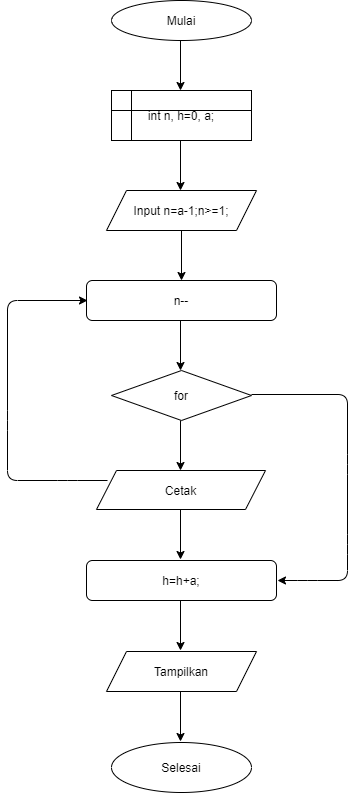 Mulai
int n, h=0, a;
Input n=a-1;n>=1;
n--
for
Cetak
h=h+a;
Tampilkan
Selesai